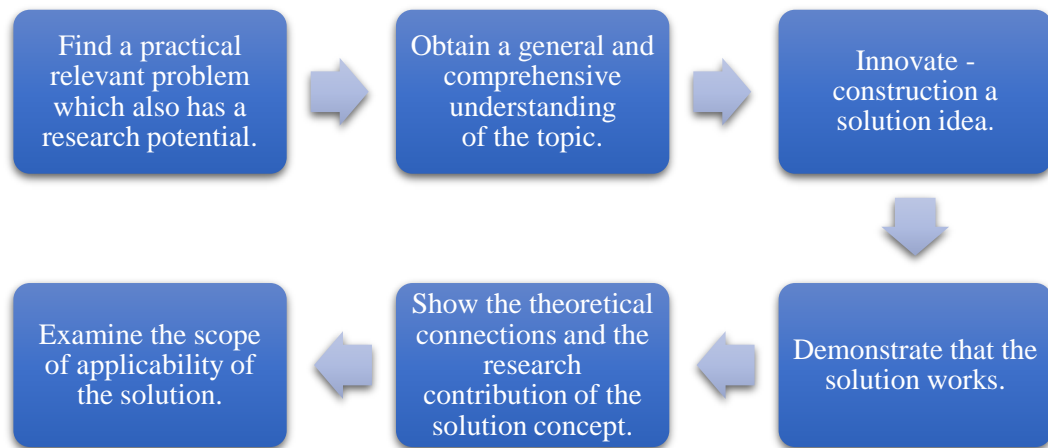 Find a practical
relevant problem
which also has a
research potential.
Obtain a general and
comprehensive
understanding
of the topic.
Innovate -
construction a
solution idea.
Demonstrate that the
solution works.
Show the theoretical
connections and the
research
contribution of the
solution concept.
Examine the scope
of applicability of
the solution.